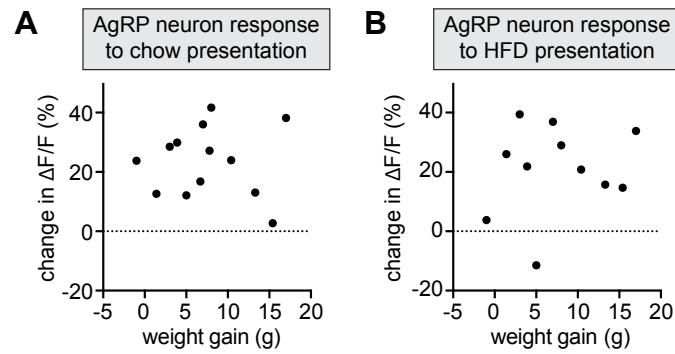 A
AgRP neuron response
to chow presentation
change in ΔF/F (%)
40
20
0
-20
-5
0
5
10
15
20
weight gain (g)
B
AgRP neuron response
to HFD presentation
change in ΔF/F (%)
40
20
0
-20
-5
0
5
10
15
20
weight gain (g)